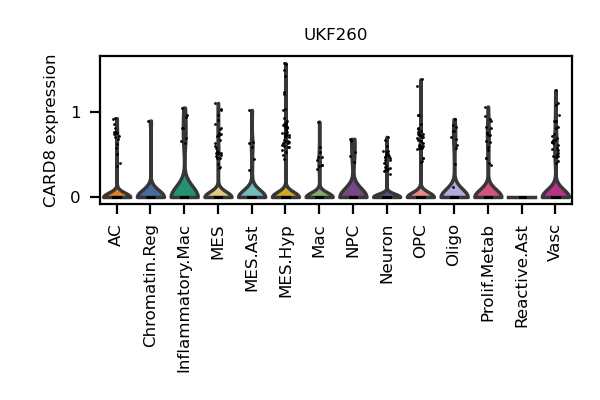 UKF260
CARD8 expression
1
0
AC
Chromatin.Reg
Inflammatory.Mac
MES
MES.Ast
MES.Hyp
Mac
NPC
Neuron
OPC
Oligo
Prolif.Metab
Reactive.Ast
Vasc